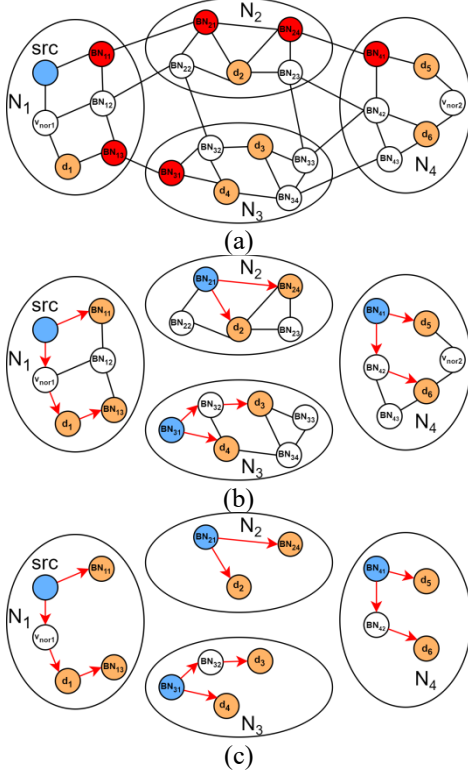 N2
BN21
BN24
src
BN11
BN41
d5
BN22
d2
BN23
N1
BN12
vnor2
vnor1
BN42
d6
d3
BN32
BN33
BN43
d1
BN13
BN31
d4
BN34
N4
N3
(a)
N2
src
BN21
BN24
BN11
BN41
d5
N1
BN22
d2
BN23
BN12
vnor2
vnor1
BN42
d6
BN32
d3
BN33
d1
BN13
BN31
d4
BN34
BN43
N4
N3
(b)
N2
src
BN21
BN24
BN11
BN41
d5
d2
N1
vnor1
BN42
d6
BN32
d3
d1
BN13
BN31
d4
N4
N3
(c)